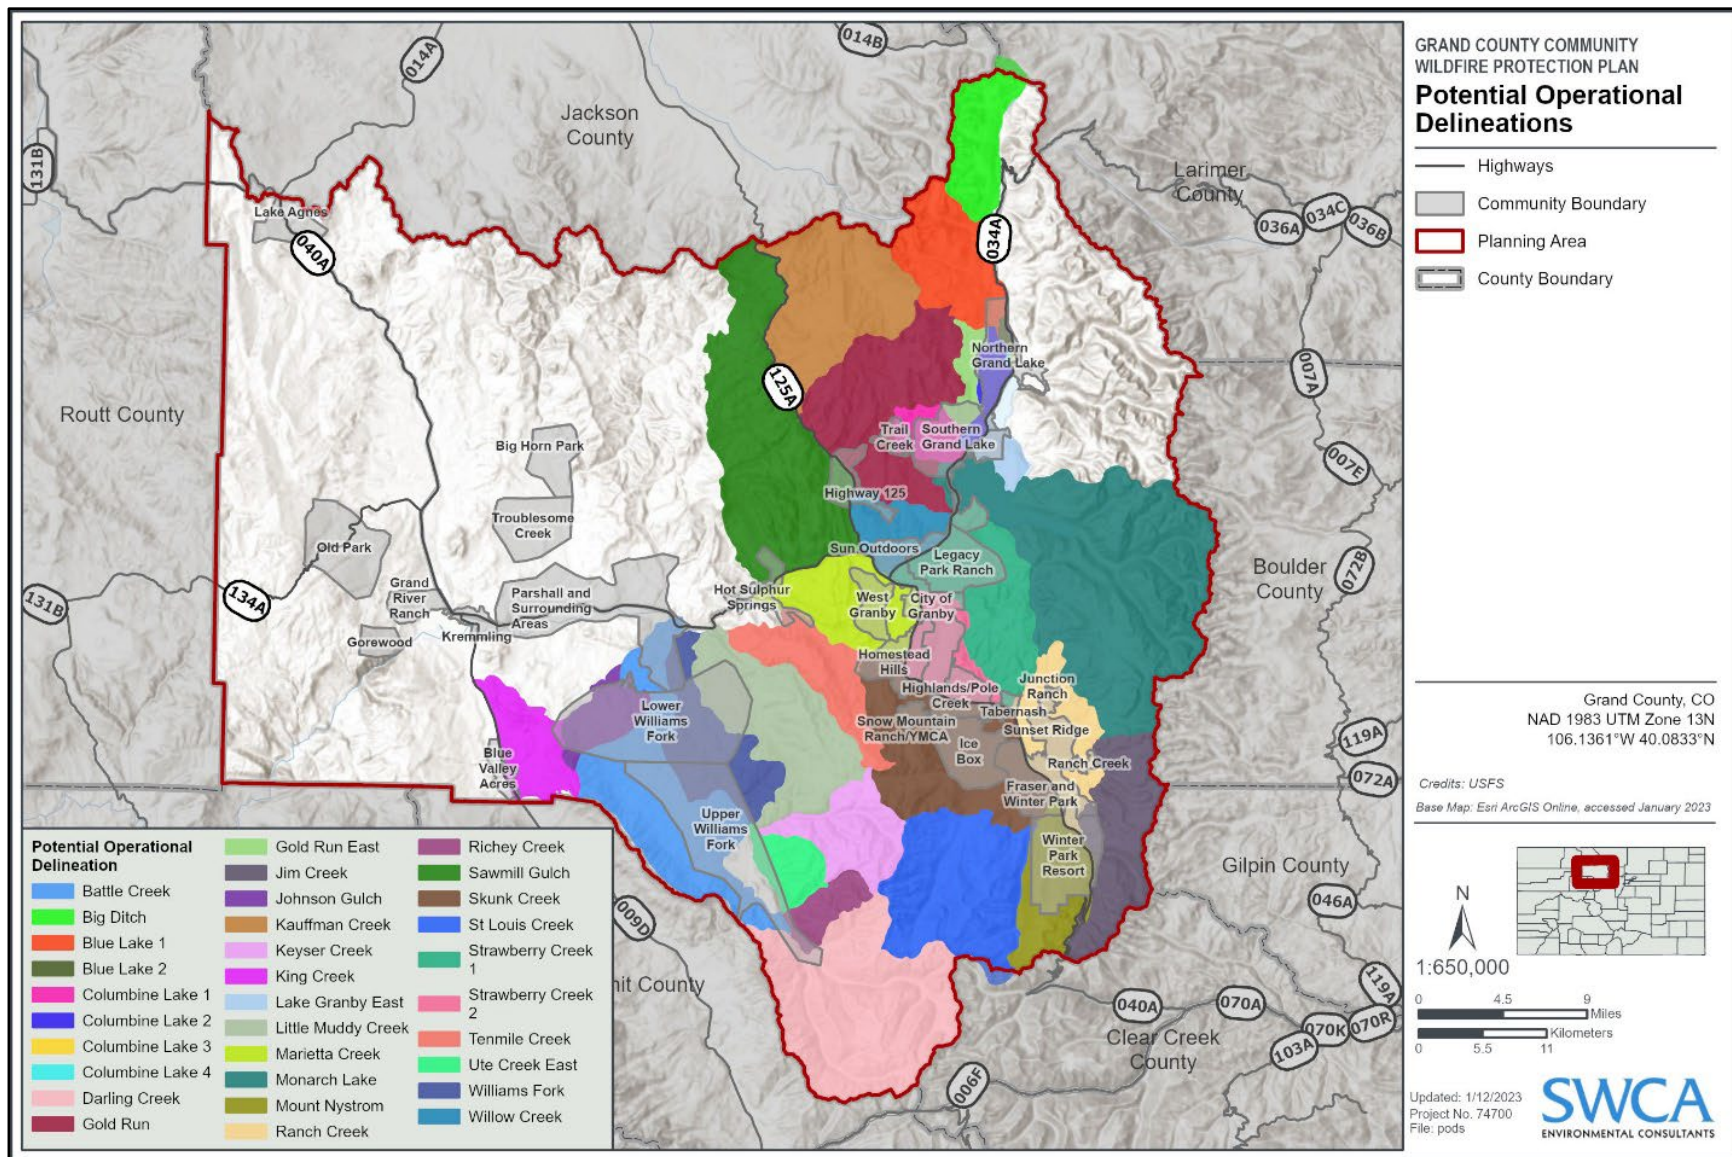 GRAND COUNTY COMMUNITY
WILDFIRE PROTECTION PLAN
Potential Operational
Delineations
Highways
Community Boundary
Planning Area
County Boundary
Grand County, CO
NAD 1983 UTM Zone 13N
106.1361°W 40.0833°N
Credits: USFS
Base Map: Esri ArcGIS Online, accessed January 2023
N
1:650,000
0 4.5 9
Miles
Kilometers
0 5.5 11
Updated: 1/12/2023
Project No. 74700
File: pods
SWCA
ENVIRONMENTAL CONSULTANTS
014A
014B
131B
Jackson
County
Larimer
County
036A
034C
036B
Lake Agnes
040A
034A
007A
125A
Northern
Grand Lake
Routt County
Big Horn Park
Trail
Creek
Southern
Grand Lake
007E
Highway 125
Troublesome
Creek
Old Park
Sun Outdoors
Legacy
Park Ranch
072B
Boulder
County
131B
134A
Grand
River
Ranch
Parshall and
Surrounding
Areas
Hot Sulphur
Springs
West
Granby
City of
Granby
Gorewood
Kremmling
Homestead
Hills
Highlands/Pole
Creek
Junction
Ranch
Tabernash
Lower
Williams
Fork
Snow Mountain
Ranch/YMCA
Sunset Ridge
Ice
Box
Ranch Creek
119A
072A
Blue
Valley
Acres
Fraser and
Winter Park
Upper
Williams
Fork
Winter
Park
Resort
Gilpin County
046A
009D
nit County
040A
070A
119A
070K
070R
103A
Clear Creek
County
006F
Potential Operational
Delineation
Battle Creek
Big Ditch
Blue Lake 1
Blue Lake 2
Columbine Lake 1
Columbine Lake 2
Columbine Lake 3
Columbine Lake 4
Darling Creek
Gold Run
Gold Run East
Jim Creek
Johnson Gulch
Kauffman Creek
Keyser Creek
King Creek
Lake Granby East
Little Muddy Creek
Marietta Creek
Monarch Lake
Mount Nystrom
Ranch Creek
Richey Creek
Sawmill Gulch
Skunk Creek
St Louis Creek
Strawberry Creek
1
Strawberry Creek
2
Tenmile Creek
Ute Creek East
Williams Fork
Willow Creek